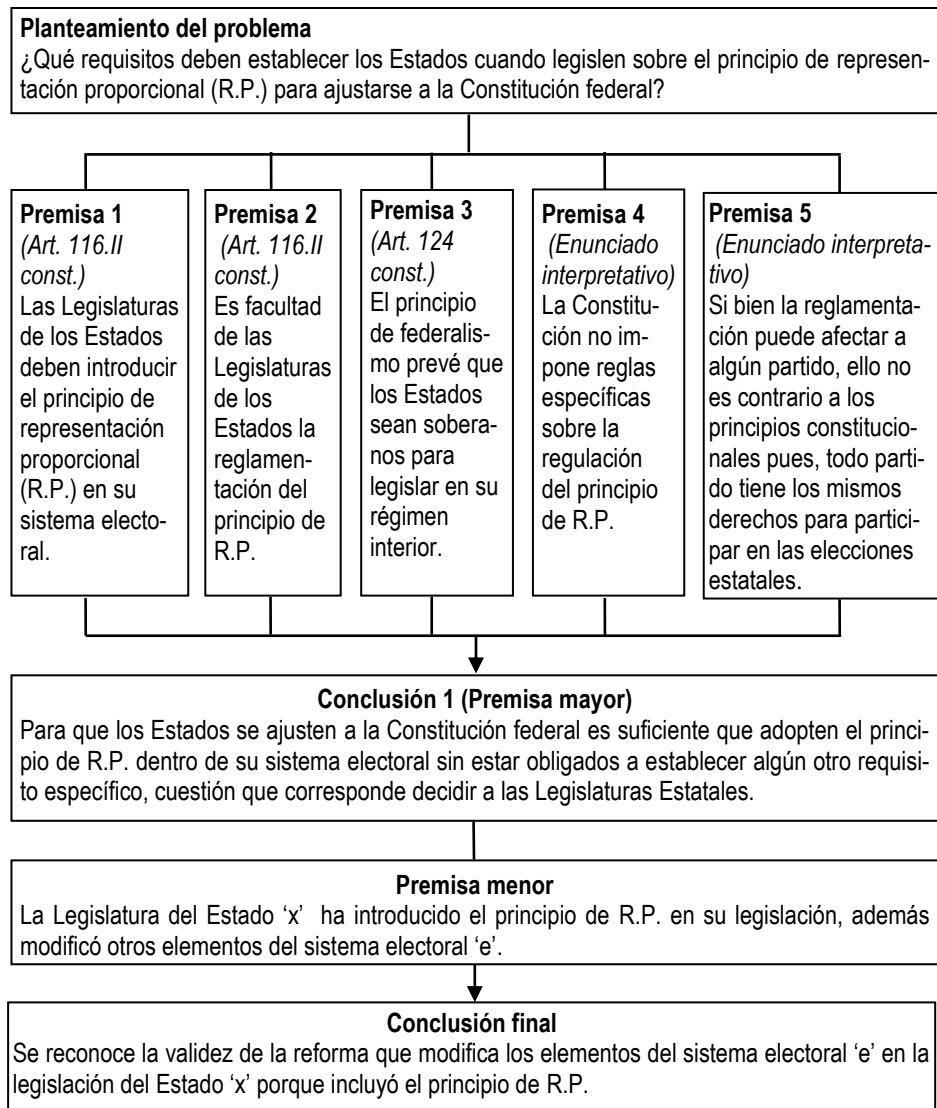 Planteamiento del problema
¿Qué requisitos deben establecer los Estados cuando legislen sobre el principio de represen-
tación proporcional (R.P.) para ajustarse a la Constitución federal?
Premisa 1
(Art. 116.II
const.)
Las Legislaturas
de los Estados
deben introducir
el principio de
representación
proporcional
(R.P.) en su
sistema electo-
ral.
Premisa 2
(Art. 116.II
const.)
Es facultad
de las
Legislaturas
de los
Estados la
reglamen-
tación del
principio de
R.P.
Premisa 3
(Art. 124
const.)
El principio
de federalis-
mo prevé que
los Estados
sean sobera-
nos para
legislar en su
régimen
interior.
Premisa 4
(Enunciado
interpretativo)
La Constitu-
ción no im-
pone reglas
específicas
sobre la
regulación
del principio
de R.P.
Premisa 5
(Enunciado interpreta-
tivo)
Si bien la reglamenta-
ción puede afectar a
algún partido, ello no
es contrario a los
principios constitucio-
nales pues, todo parti-
do tiene los mismos
derechos para partici-
par en las elecciones
estatales.
Conclusión 1 (Premisa mayor)
Para que los Estados se ajusten a la Constitución federal es suficiente que adopten el princi-
pio de R.P. dentro de su sistema electoral sin estar obligados a establecer algún otro requisi-
to específico, cuestión que corresponde decidir a las Legislaturas Estatales.
Premisa menor
La Legislatura del Estado ‘x’ ha introducido el principio de R.P. en su legislación, además
modificó otros elementos del sistema electoral ‘e’.
Conclusión final
Se reconoce la validez de la reforma que modifica los elementos del sistema electoral ‘e’ en la
legislación del Estado ‘x’ porque incluyó el principio de R.P.